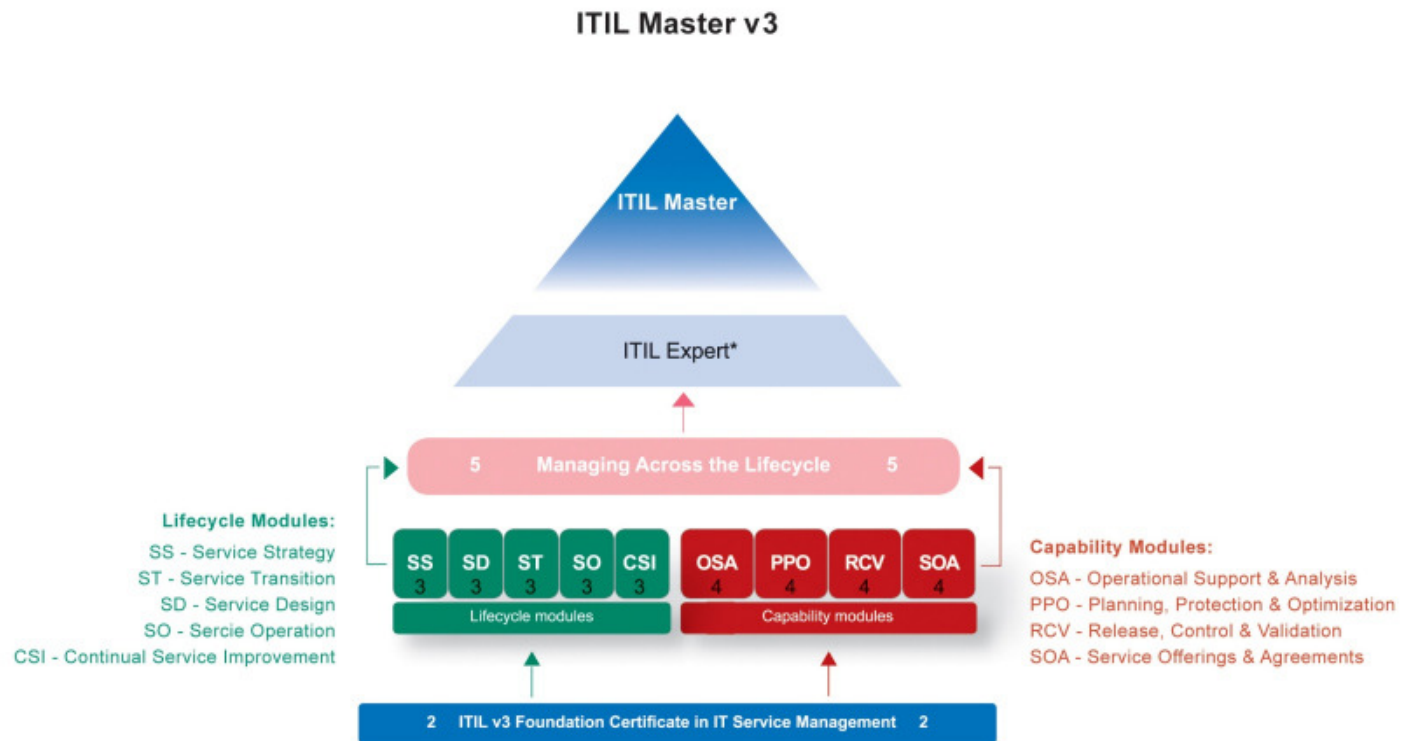 ITIL Master v3
ITIL Master
ITIL Expert*
5 Managing Across the Lifecycle 5
Lifecycle Modules:
SS - Service Strategy
ST - Service Transition
SD - Service Design
SO - Sercie Operation
CSI - Continual Service Improvement
SS SD ST SO CSI OSA PPO RCV SOA
3 3 3 3 3 4 4 4 4
Lifecycle modules Capability modules
Capability Modules:
OSA - Operational Support & Analysis
PPO - Planning, Protection & Optimization
RCV - Release, Control & Validation
SOA - Service Offerings & Agreements
2 ITIL v3 Foundation Certificate in IT Service Management 2